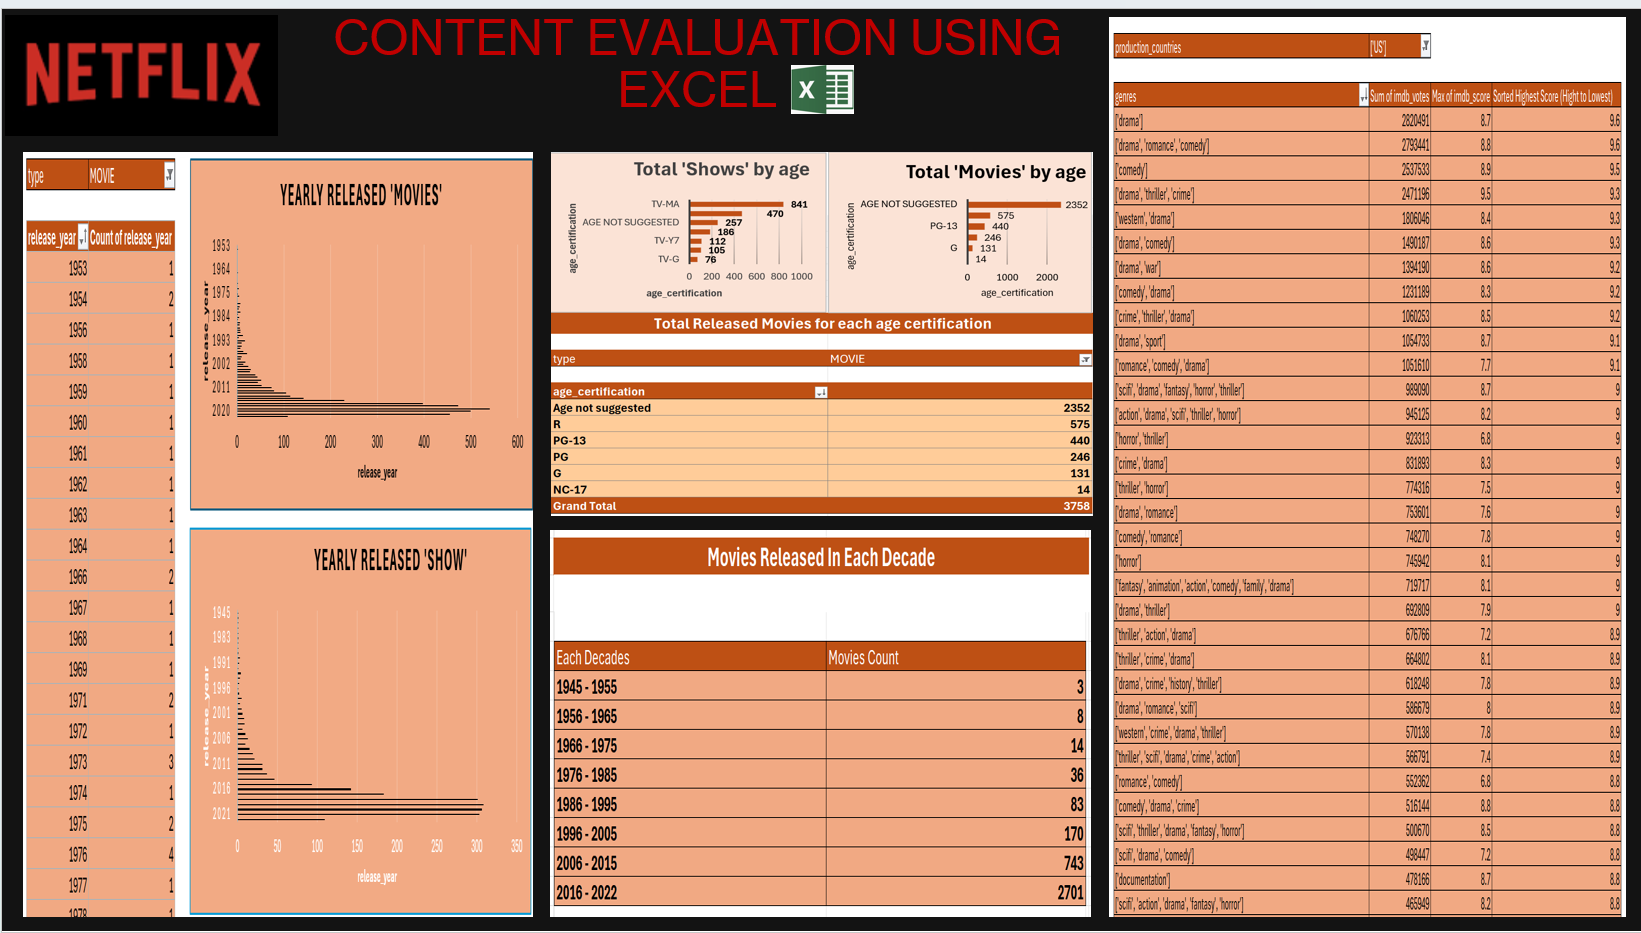 NETFLIX
CONTENT EVALUATION USING
EXCEL
X
type MOVIE
release_year Count of release_year
1953 1
1954 2
1956 1
1958 1
1959 1
1960 1
1961 1
1962 1
1963 1
1964 1
1966 2
1967 1
1968 1
1969 1
1971 2
1972 1
1973 3
1974 1
1975 2
1976 4
1977 1
1978 1
YEARLY RELEASED 'MOVIES'
release_year
1953
1964
1975
1984
1993
2002
2011
2020
0 100 200 300 400 500 600
release_year
YEARLY RELEASED 'SHOW'
release_year
1945
1983
1991
1996
2001
2006
2011
2016
2021
0 50 100 150 200 250 300 350
release_year
Total 'Shows' by age
age_certification
TV-MA 841
470
AGE NOT SUGGESTED 257
186
TV-Y7 112
105
TV-G 76
0 200 400 600 800 1000
age_certification
Total 'Movies' by age
age_certification
AGE NOT SUGGESTED 2352
575
PG-13 440
246
G 131
14
0 1000 2000
age_certification
Total Released Movies for each age certification
type MOVIE
age_certification
Age not suggested 2352
R 575
PG-13 440
PG 246
G 131
NC-17 14
Grand Total 3758
Movies Released In Each Decade
Each Decades Movies Count
1945 - 1955 3
1956 - 1965 8
1966 - 1975 14
1976 - 1985 36
1986 - 1995 83
1996 - 2005 170
2006 - 2015 743
2016 - 2022 2701
production_countries ['US']
genres Sum of imdb_votes Max of imdb_score Sorted Highest Score (Hight to Lowest)
['drama'] 2820491 8.7 9.6
['drama', 'romance', 'comedy'] 2793441 8.8 9.6
['comedy'] 2537533 8.9 9.5
['drama', 'thriller', 'crime'] 2471196 9.5 9.3
['western', 'drama'] 1806046 8.4 9.3
['drama', 'comedy'] 1490187 8.6 9.3
['drama', 'war'] 1394190 8.6 9.2
['comedy', 'drama'] 1231189 8.3 9.2
['crime', 'thriller', 'drama'] 1060253 8.5 9.2
['drama', 'sport'] 1054733 8.7 9.1
['romance', 'comedy', 'drama'] 1051610 7.7 9.1
['scifi', 'drama', 'fantasy', 'horror', 'thriller'] 989090 8.7 9
['action', 'drama', 'scifi', 'thriller', 'horror'] 945125 8.2 9
['horror', 'thriller'] 923313 6.8 9
['crime', 'drama'] 831893 8.3 9
['thriller', 'horror'] 774316 7.5 9
['drama', 'romance'] 753601 7.6 9
['comedy', 'romance'] 748270 7.8 9
['horror'] 745942 8.1 9
['fantasy', 'animation', 'action', 'comedy', 'family', 'drama'] 719717 8.1 9
['drama', 'thriller'] 692809 7.9 9
['thriller', 'action', 'drama'] 676766 7.2 8.9
['thriller', 'crime', 'drama'] 664802 8.1 8.9
['drama', 'crime', 'history', 'thriller'] 618248 7.8 8.9
['drama', 'romance', 'scifi'] 586679 8 8.9
['western', 'crime', 'drama', 'thriller'] 570138 7.8 8.9
['thriller', 'scifi', 'drama', 'crime', 'action'] 566791 7.4 8.9
['romance', 'comedy'] 552362 6.8 8.8
['comedy', 'drama', 'crime'] 516144 8.8 8.8
['scifi', 'thriller', 'drama', 'fantasy', 'horror'] 500670 8.5 8.8
['scifi', 'drama', 'comedy'] 498447 7.2 8.8
['documentation'] 478166 8.7 8.8
['scifi', 'action', 'drama', 'fantasy', 'horror'] 465949 8.2 8.8